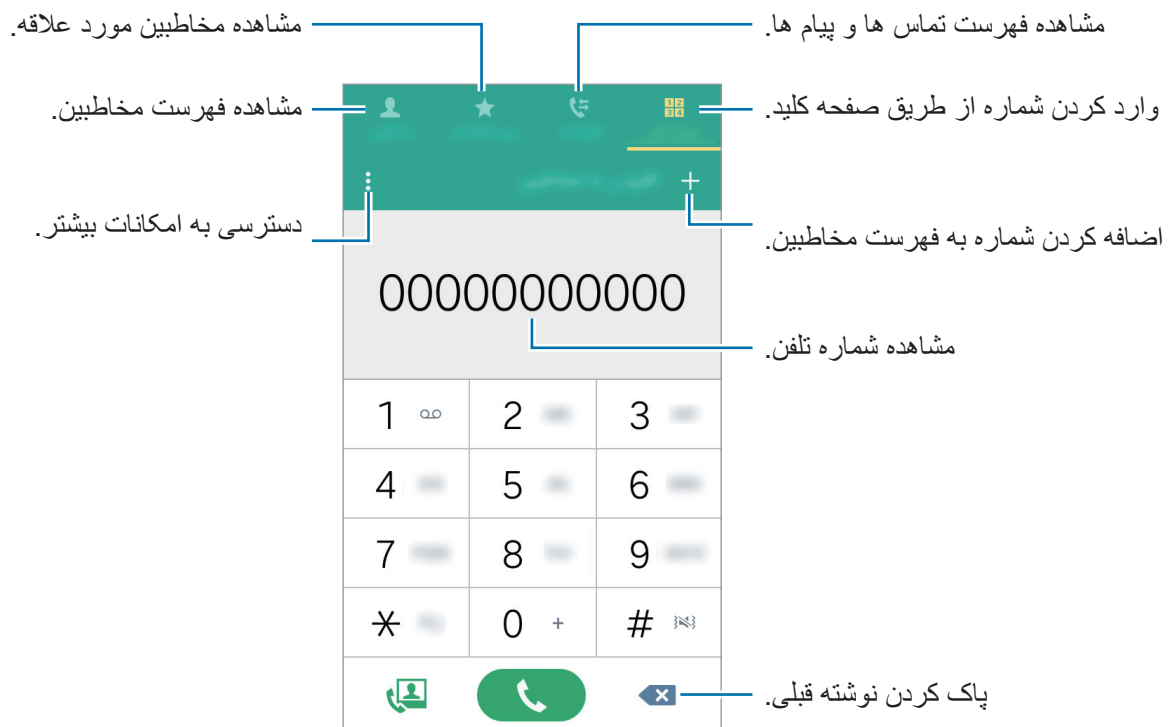 مشاهده فهرست تماس ها و پیام ها.
مشاهده مخاطبین مورد علاقه.
وارد کردن شماره از طریق صفحه کلید.
مشاهده فهرست مخاطبین.
اضافه کردن شماره به فهرست مخاطبین.
دسترسی به امکانات بیشتر.
00000000000
مشاهده شماره تلفن.
1 2 3
4 5 6
7 8 9
* 0 + #
پاک کردن نوشته قبلی.